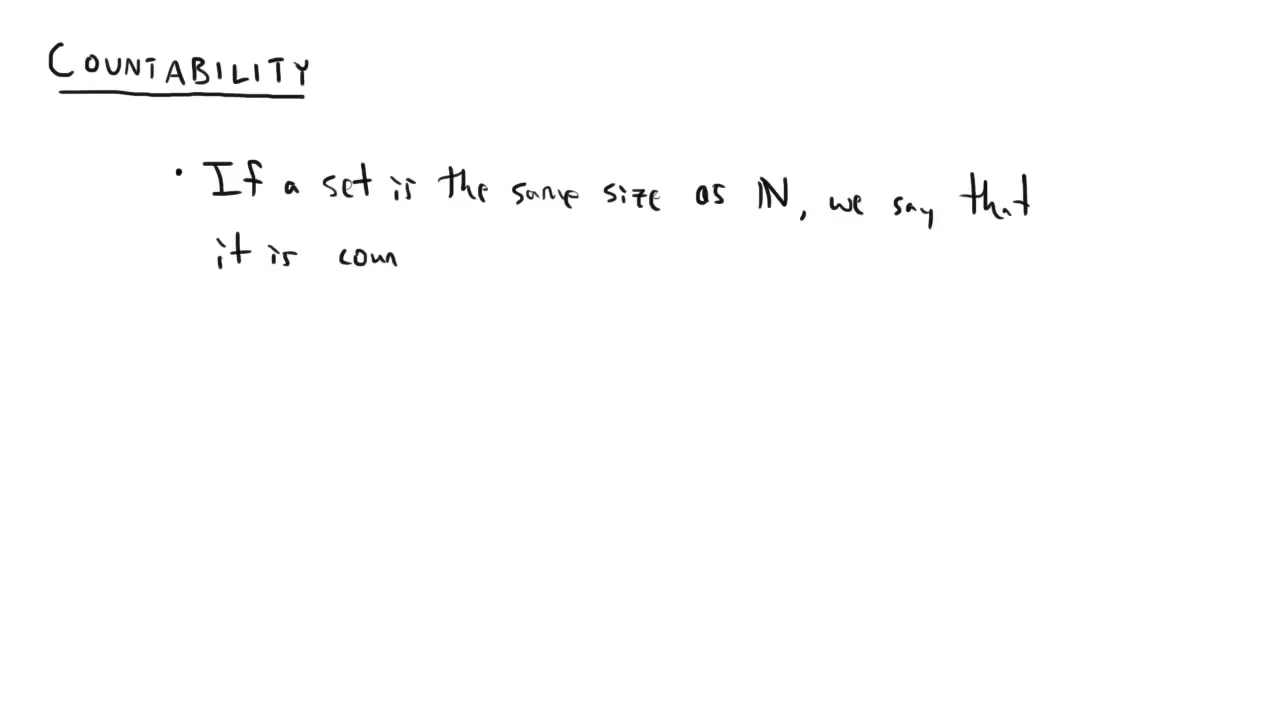 COUNTABILITY
• If a set is the same size as ℕ, we say that
it is coun